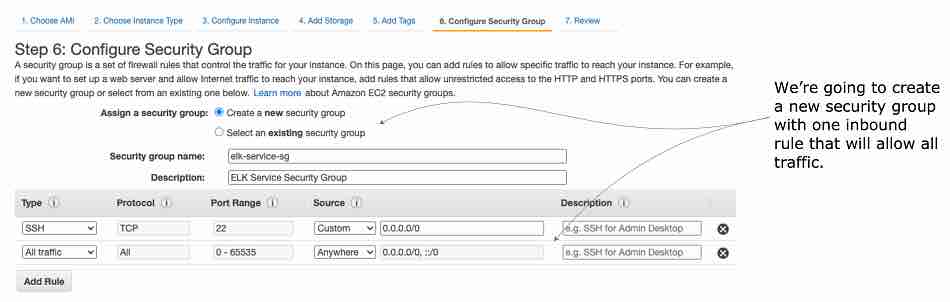 1. Choose AMI 2. Choose Instance Type 3. Configure Instance 4. Add Storage 5. Add Tags 6. Configure Security Group 7. Review
Step 6: Configure Security Group
A security group is a set of firewall rules that control the traffic for your instance. On this page, you can add rules to allow specific traffic to reach your instance. For example,
if you want to set up a web server and allow Internet traffic to reach your instance, add rules that allow unrestricted access to the HTTP and HTTPS ports. You can create a
new security group or select from an existing one below. Learn more about Amazon EC2 security groups.
Assign a security group: Create a new security group
Select an existing security group
Security group name: elk-service-sg
Description: ELK Service Security Group
Type i Protocol i Port Range i Source i Description i
SSH TCP 22 Custom 0.0.0.0/0 e.g. SSH for Admin Desktop
All traffic All 0 - 65535 Anywhere 0.0.0.0/0, ::/0 e.g. SSH for Admin Desktop
Add Rule
We're going to create
a new security group
with one inbound
rule that will allow all
traffic.